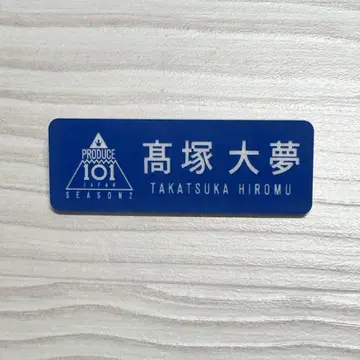 PRODUCE
101
JAPAN
SEASON2
髙塚 大夢
TAKATSUKA HIROMU